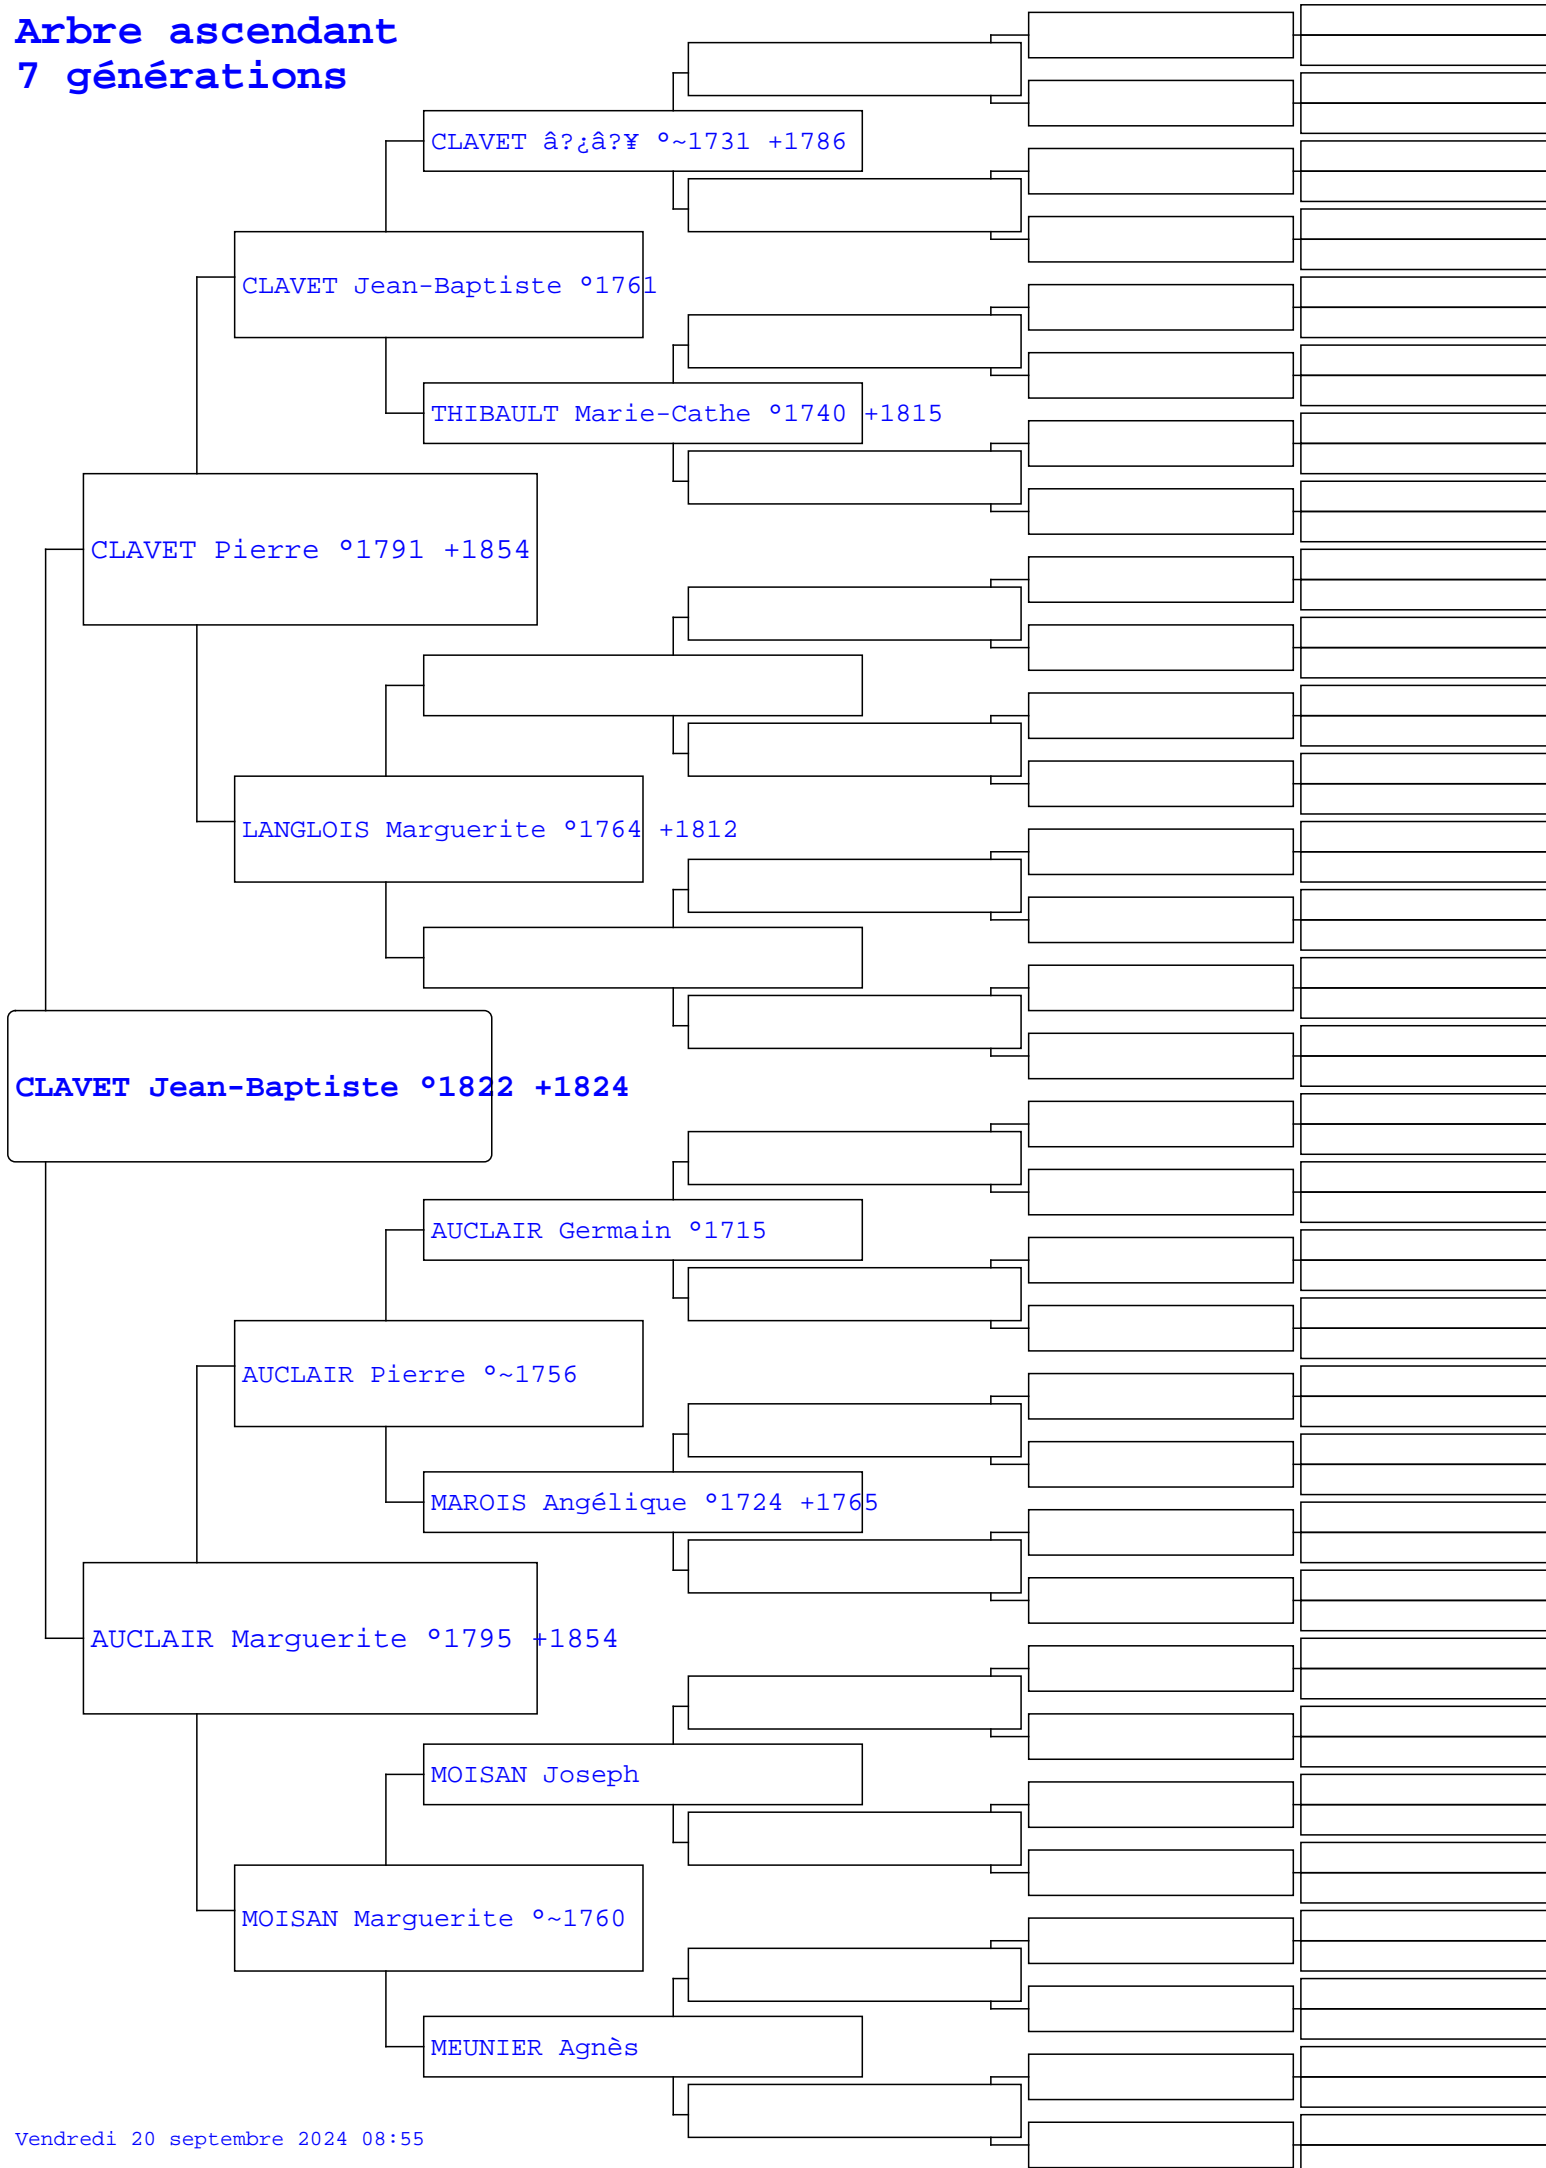 Arbre ascendant
7 générations
CLAVET â?¿â?¥ °~1731 +1786
CLAVET Jean-Baptiste °1761
THIBAULT Marie-Cathe °1740 +1815
CLAVET Pierre °1791 +1854
LANGLOIS Marguerite °1764 +1812
CLAVET Jean-Baptiste °1822 +1824
AUCLAIR Germain °1715
AUCLAIR Pierre °~1756
MAROIS Angélique °1724 +1765
AUCLAIR Marguerite °1795 +1854
MOISAN Joseph
MOISAN Marguerite °~1760
MEUNIER Agnès
Vendredi 20 septembre 2024 08:55